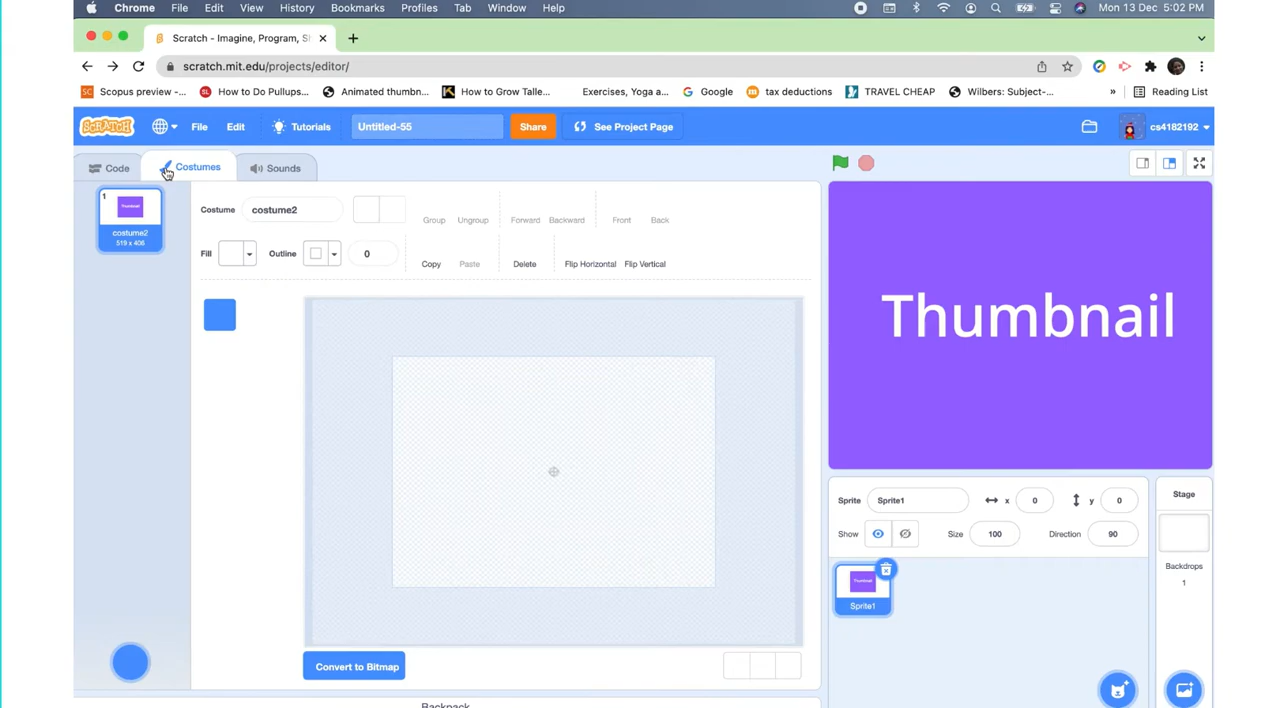 Chrome File Edit View History Bookmarks Profiles Tab Window Help Mon 13 Dec 5:02 PM
Scratch - Imagine, Program, S
scratch.mit.edu/projects/editor/
SC Scopus preview -... SL How to Do Pullups... Animated thumbn... How to Grow Talle... Exercises, Yoga a... G Google m tax deductions TRAVEL CHEAP Wilbers: Subject-... » Reading List
SCRATCH File Edit Tutorials Untitled-55 Share See Project Page cs4182192
Code Costumes Sounds
1
Thumbnail
costume2
519 x 406
Costume costume2 Group Ungroup Forward Backward Front Back
Fill Outline 0 Copy Paste Delete Flip Horizontal Flip Vertical
Convert to Bitmap
Backpack
Thumbnail
Sprite Sprite1 x 0 y 0
Show Size 100 Direction 90
Thumbnail
Sprite1
Stage
Backdrops
1